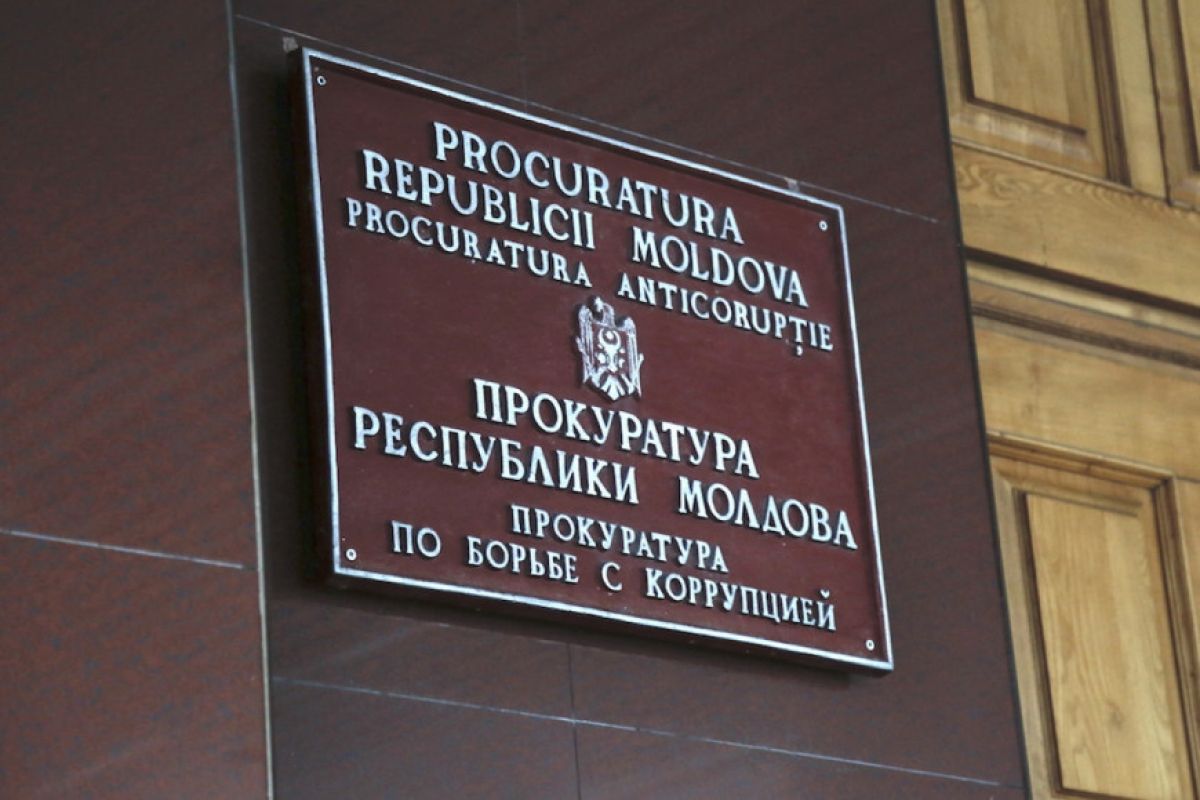 PROCURATURA
REPUBLICII MOLDOVA
PROCURATURA ANTICORUPȚIE
ПРОКУРАТУРА
РЕСПУБЛИКИ МОЛДОВА
ПРОКУРАТУРА
ПО БОРЬБЕ С КОРРУПЦИЕЙ